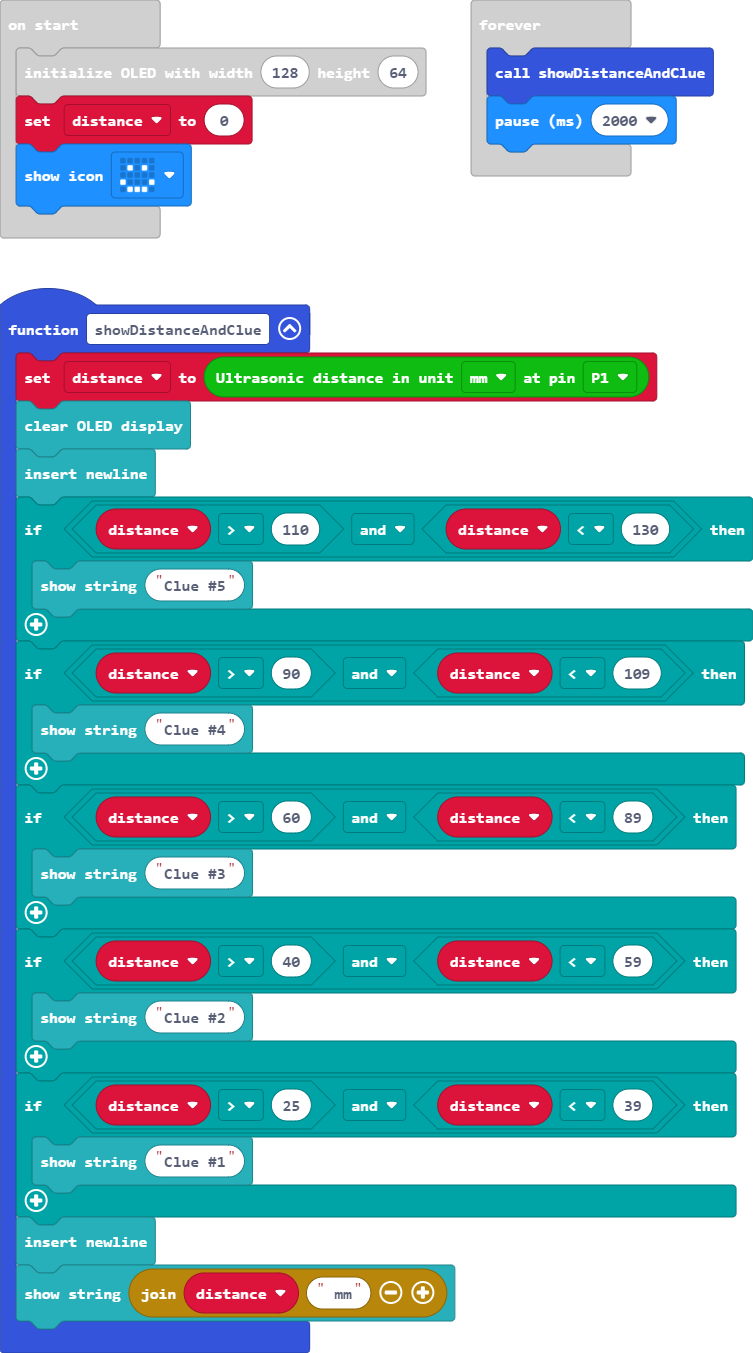 on start
initialize OLED with width 128 height 64
set distance to 0
show icon
forever
call showDistanceAndClue
pause (ms) 2000
function showDistanceAndClue
set distance to Ultrasonic distance in unit mm at pin P1
clear OLED display
insert newline
if distance > 110 and distance < 130 then
show string "Clue #5"
if distance > 90 and distance < 109 then
show string "Clue #4"
if distance > 60 and distance < 89 then
show string "Clue #3"
if distance > 40 and distance < 59 then
show string "Clue #2"
if distance > 25 and distance < 39 then
show string "Clue #1"
insert newline
show string join distance " mm"